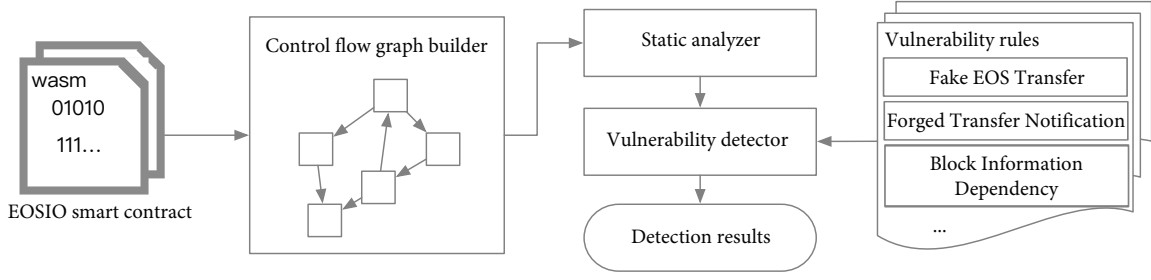 wasm
01010
111...
EOSIO smart contract
Control flow graph builder
Static analyzer
Vulnerability detector
Detection results
Vulnerability rules
Fake EOS Transfer
Forged Transfer Notification
Block Information
Dependency
...